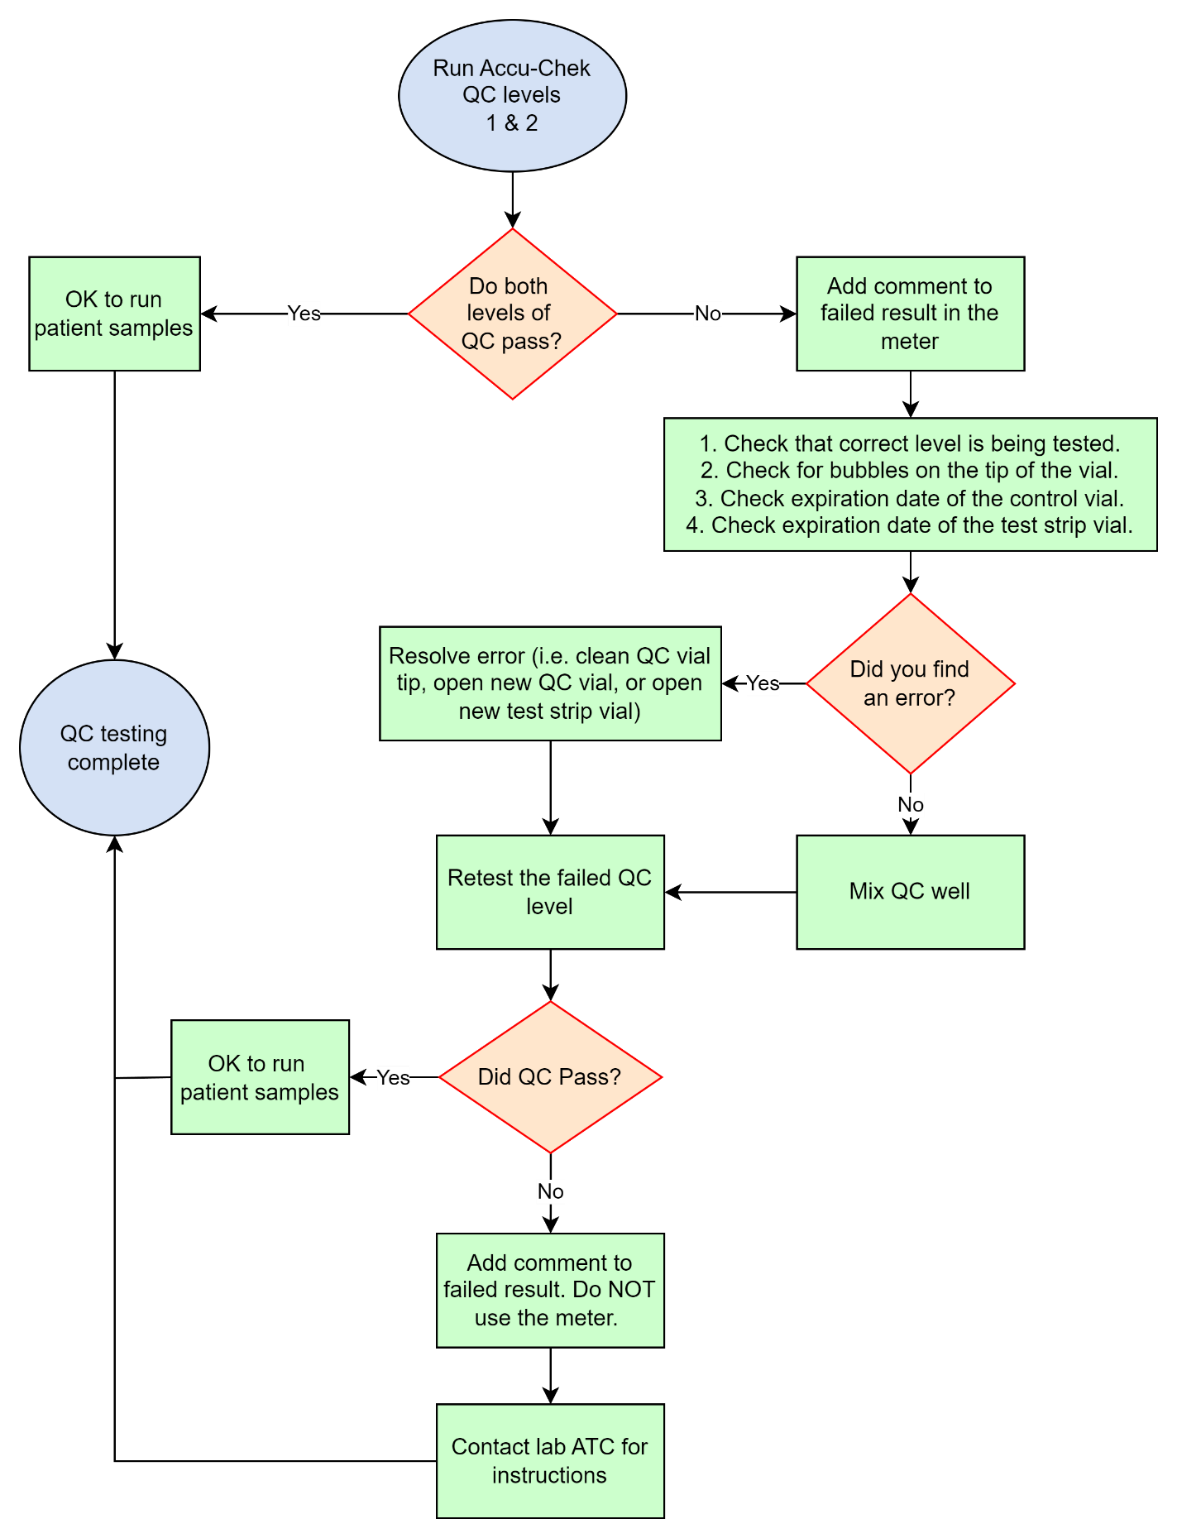 Run Accu-Chek
QC levels
1 & 2
Do both
levels of
QC pass?
Yes
No
OK to run
patient samples
Add comment to
failed result in the
meter
1. Check that correct level is being tested.
2. Check for bubbles on the tip of the vial.
3. Check expiration date of the control vial.
4. Check expiration date of the test strip vial.
Did you find
an error?
Yes
No
Resolve error (i.e. clean QC vial
tip, open new QC vial, or open
new test strip vial)
QC testing
complete
Retest the failed QC
level
Mix QC well
Did QC Pass?
Yes
No
OK to run
patient samples
Add comment to
failed result. Do NOT
use the meter.
Contact lab ATC for
instructions